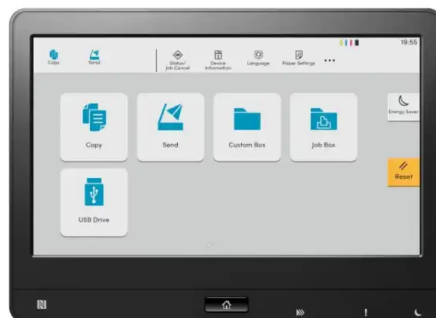 19:55
Copy
Send
Status/
Job Cancel
Device
Information
Language
Paper Settings
Copy
Send
Custom Box
Job Box
Energy Saver
Reset
USB Drive